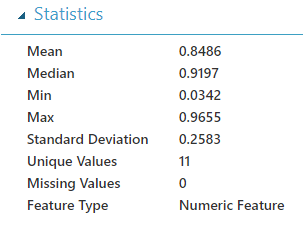 Statistics
Mean 0.8486
Median 0.9197
Min 0.0342
Max 0.9655
Standard Deviation 0.2583
Unique Values 11
Missing Values 0
Feature Type Numeric Feature